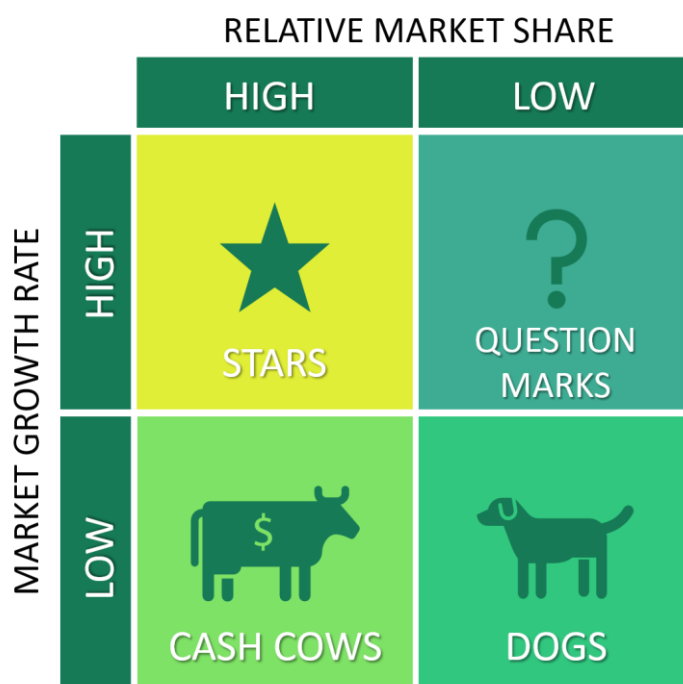 RELATIVE MARKET SHARE
HIGH
LOW
MARKET GROWTH RATE
HIGH
STARS
QUESTION
MARKS
LOW
$
CASH COWS
DOGS